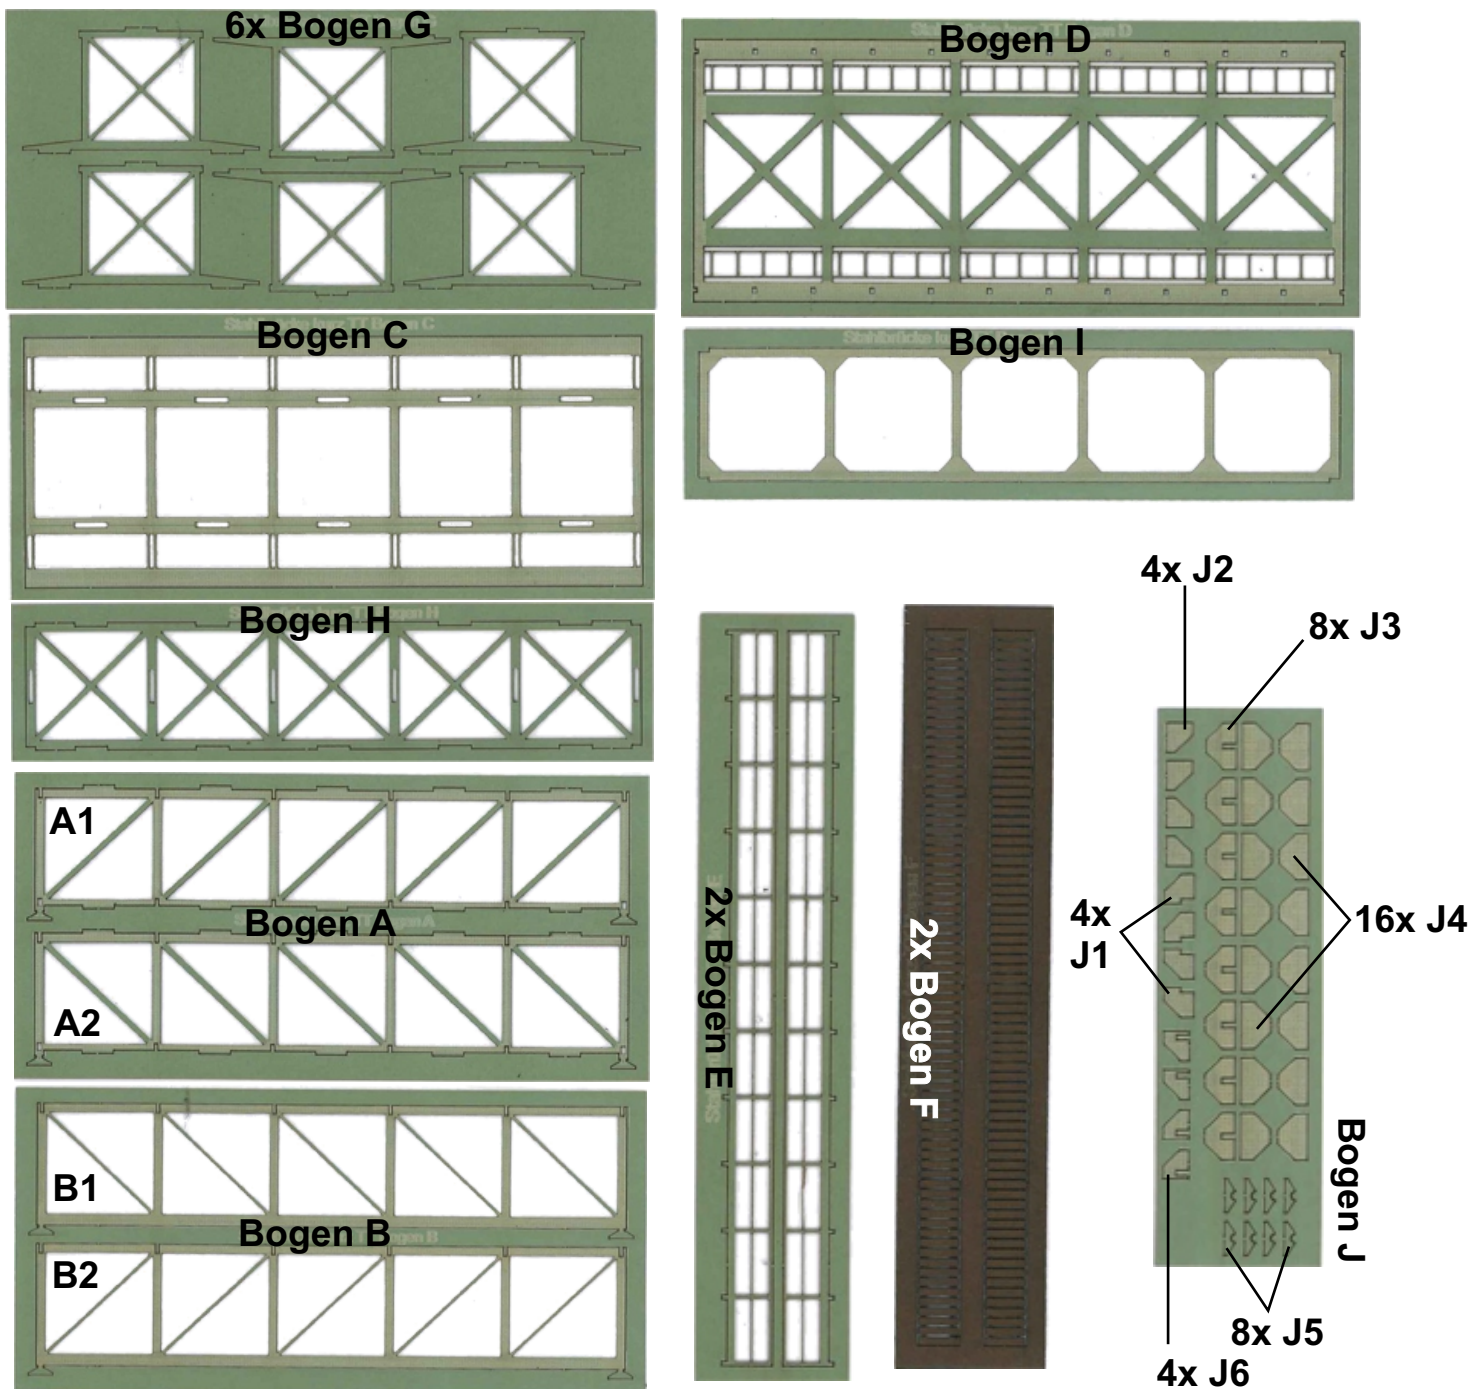 6x Bogen G
Bogen D
Bogen C
Bogen I
Bogen H
A1
Bogen A
A2
B1
Bogen B
B2
2x Bogen E
2x Bogen F
4x J2
8x J3
4x
J1
16x J4
Bogen J
8x J5
4x J6